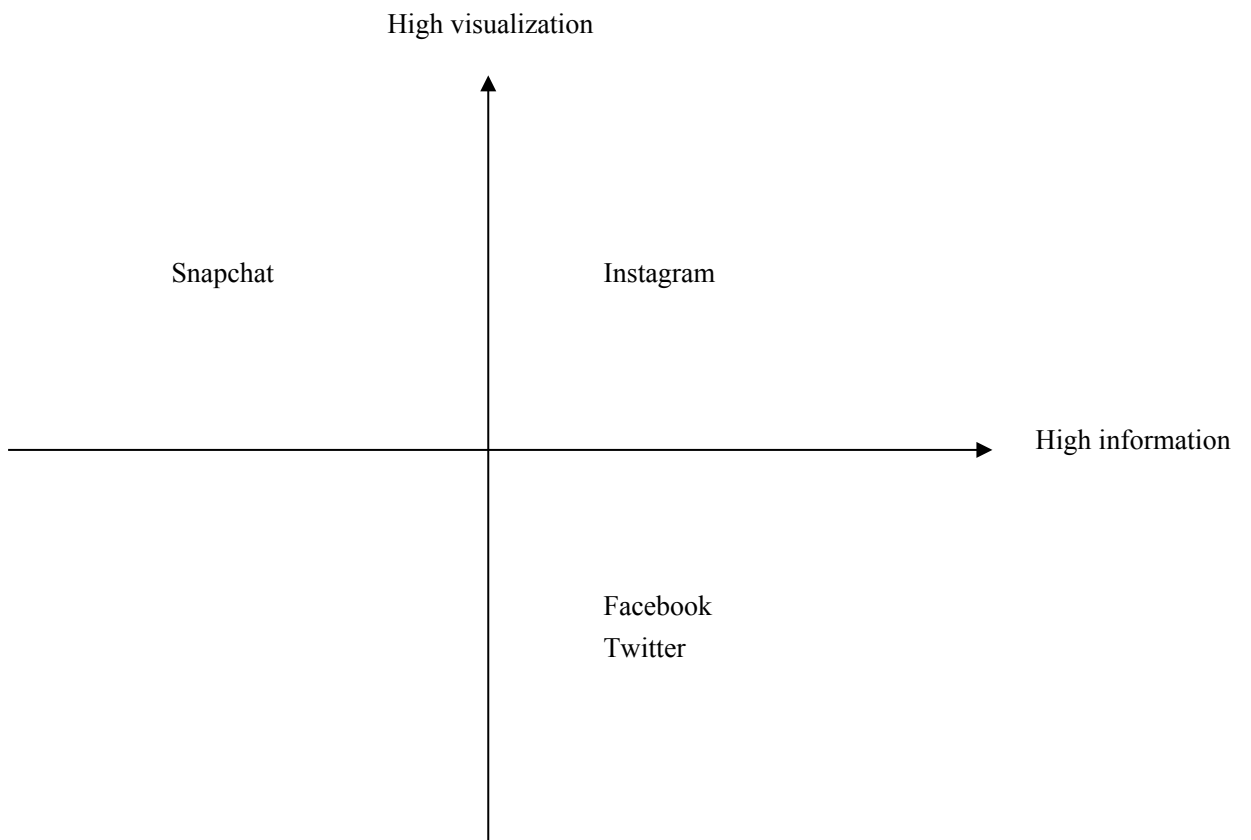 High visualization
Snapchat
Instagram
High information
Facebook
Twitter